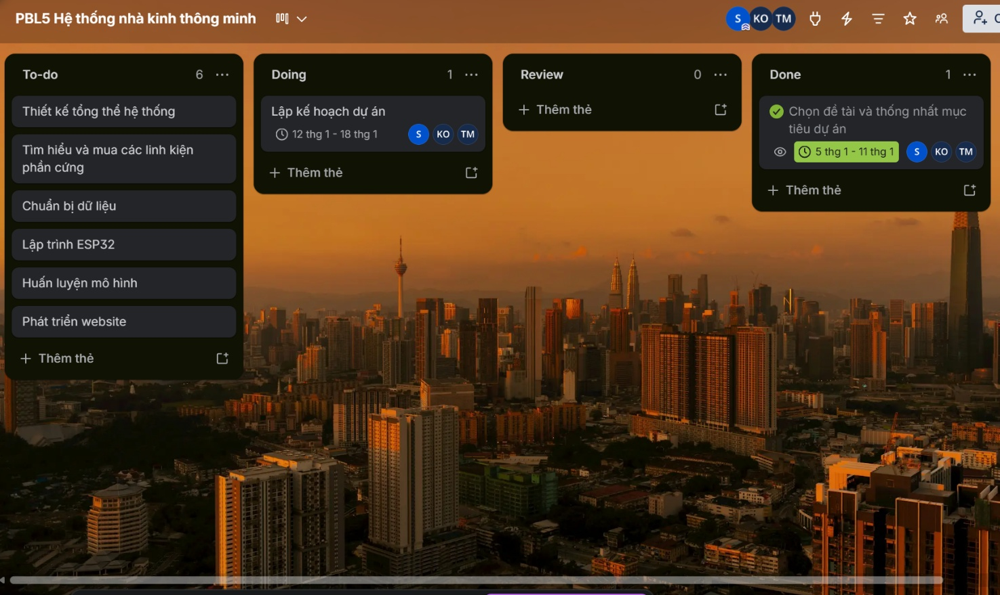 PBL5 Hệ thống nhà kinh thông minh
S KO TM
To-do 6
Thiết kế tổng thể hệ thống
Tìm hiểu và mua các linh kiện
phần cứng
Chuẩn bị dữ liệu
Lập trình ESP32
Huấn luyện mô hình
Phát triển website
+ Thêm thẻ
Doing 1
Lập kế hoạch dự án
12 thg 1 - 18 thg 1 S KO TM
+ Thêm thẻ
Review 0
+ Thêm thẻ
Done 1
Chọn đề tài và thống nhất mục
tiêu dự án
5 thg 1 - 11 thg 1 S KO TM
+ Thêm thẻ